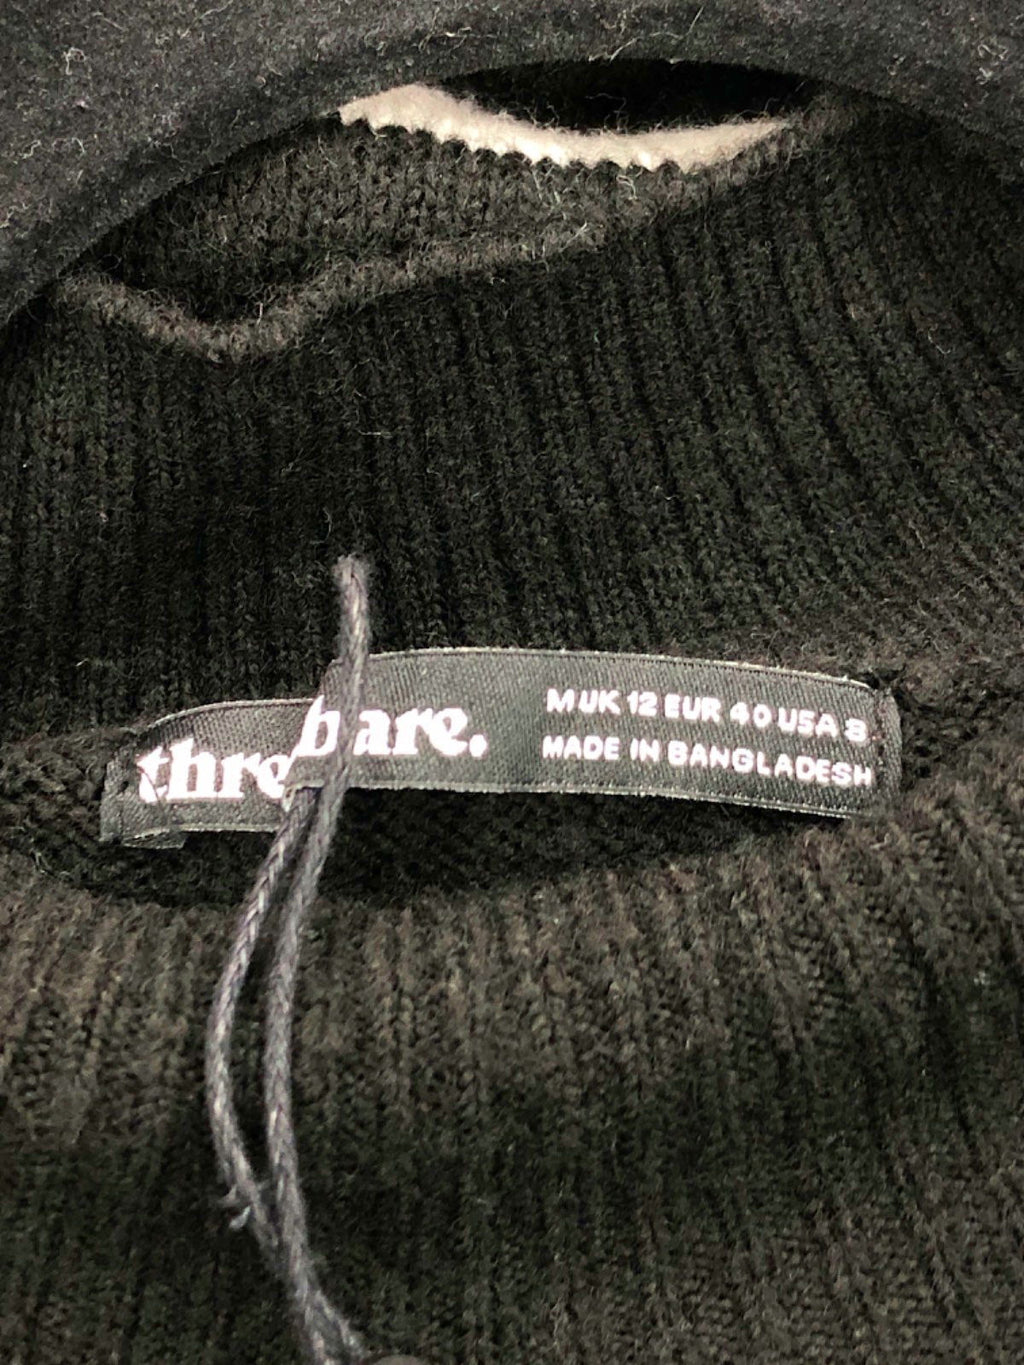 thre bare.
M UK 12 EUR 40 USA 8
MADE IN BANGLADESH